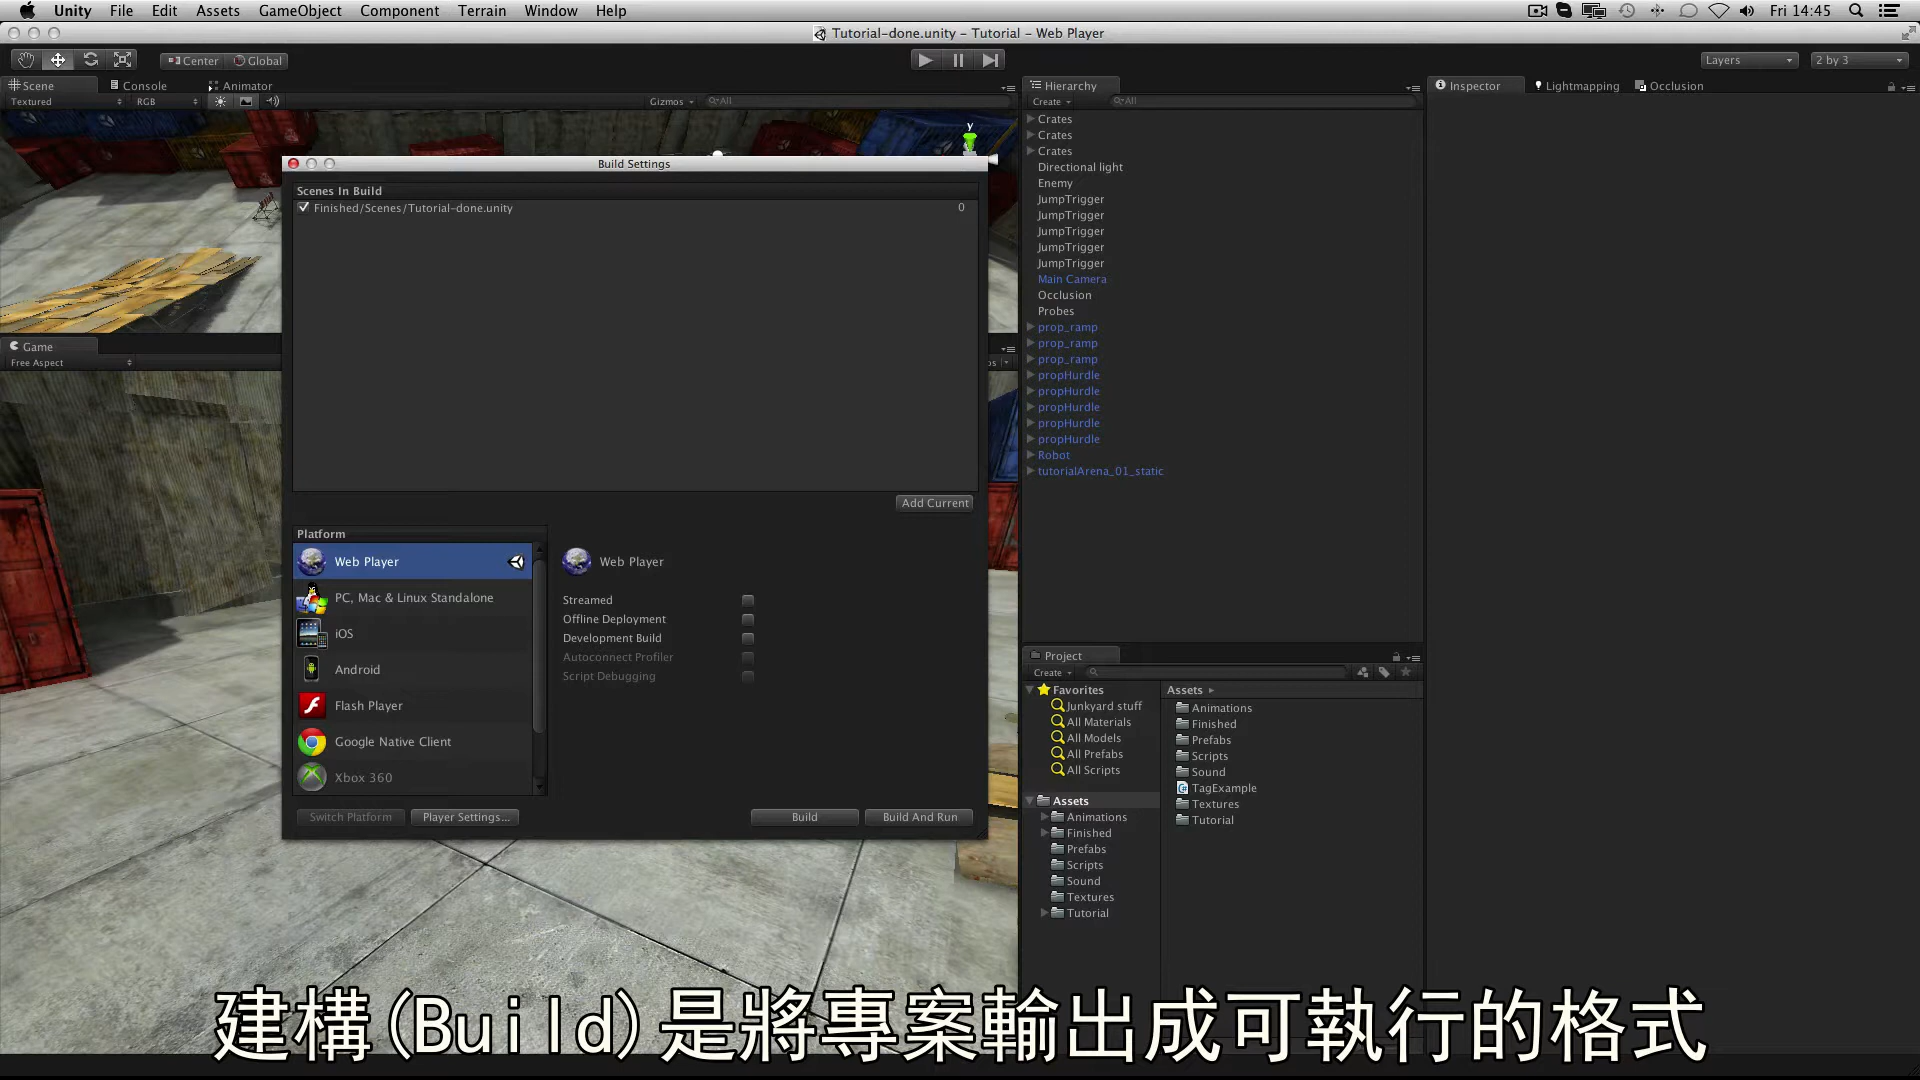 Unity File Edit Assets GameObject Component Terrain Window Help Fri 14:45
Tutorial-done.unity - Tutorial - Web Player
Center Global Layers 2 by 3
Scene Console Animator
Textured RGB Gizmos All
y
Game
Free Aspect
Build Settings
Scenes In Build
Finished/Scenes/Tutorial-done.unity 0
Add Current
Platform
Web Player
PC, Mac & Linux Standalone
iOS
Android
Flash Player
Google Native Client
Xbox 360
Web Player
Streamed
Offline Deployment
Development Build
Autoconnect Profiler
Script Debugging
Switch Platform Player Settings... Build Build And Run
Hierarchy
Create All
Crates
Crates
Crates
Directional light
Enemy
JumpTrigger
JumpTrigger
JumpTrigger
JumpTrigger
JumpTrigger
Main Camera
Occlusion
Probes
prop_ramp
prop_ramp
prop_ramp
propHurdle
propHurdle
propHurdle
propHurdle
propHurdle
Robot
tutorialArena_01_static
Inspector Lightmapping Occlusion
Project
Create
Favorites
Junkyard stuff
All Materials
All Models
All Prefabs
All Scripts
Assets
Animations
Finished
Prefabs
Scripts
Sound
Textures
Tutorial
Assets
Animations
Finished
Prefabs
Scripts
Sound
TagExample
Textures
Tutorial
建構(Build)是將專案輸出成可執行的格式